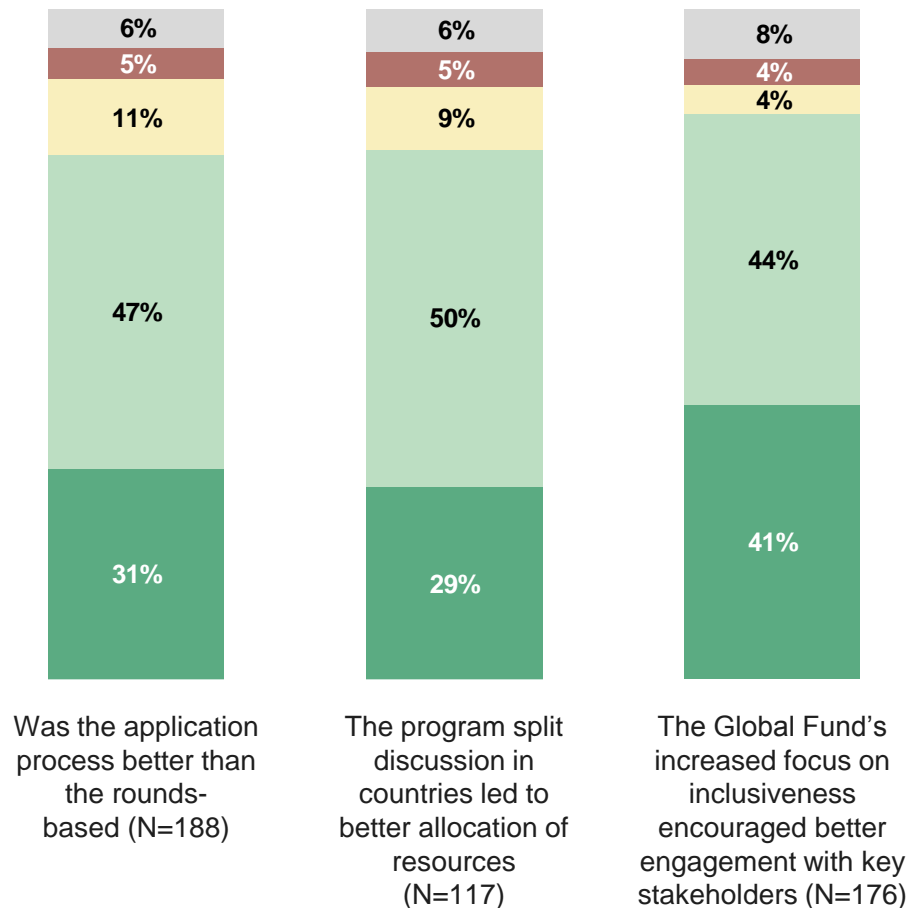 6%
5%
11%
47%
31%
6%
5%
9%
50%
29%
8%
4%
4%
44%
41%
Was the application
process better than
the rounds-
based (N=188)
The program split
discussion in
countries led to
better allocation of
resources
(N=117)
The Global Fund's
increased focus on
inclusiveness
encouraged better
engagement with key
stakeholders (N=176)